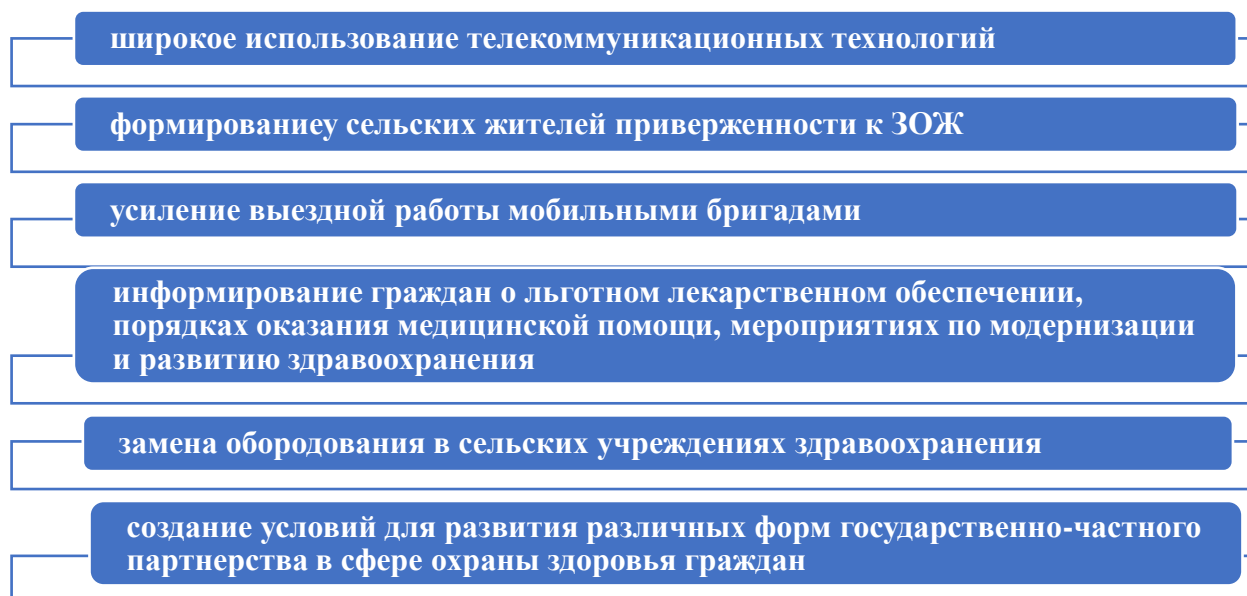 широкое использование телекоммуникационных технологий
формированиеу сельских жителей приверженности к ЗОЖ
усиление выездной работы мобильными бригадами
информирование граждан о льготном лекарственном обеспечении,
порядках оказания медицинской помощи, мероприятиях по модернизации
и развитию здравоохранения
замена обородования в сельских учреждениях здравоохранения
создание условий для развития различных форм государственно-частного
партнерства в сфере охраны здоровья граждан